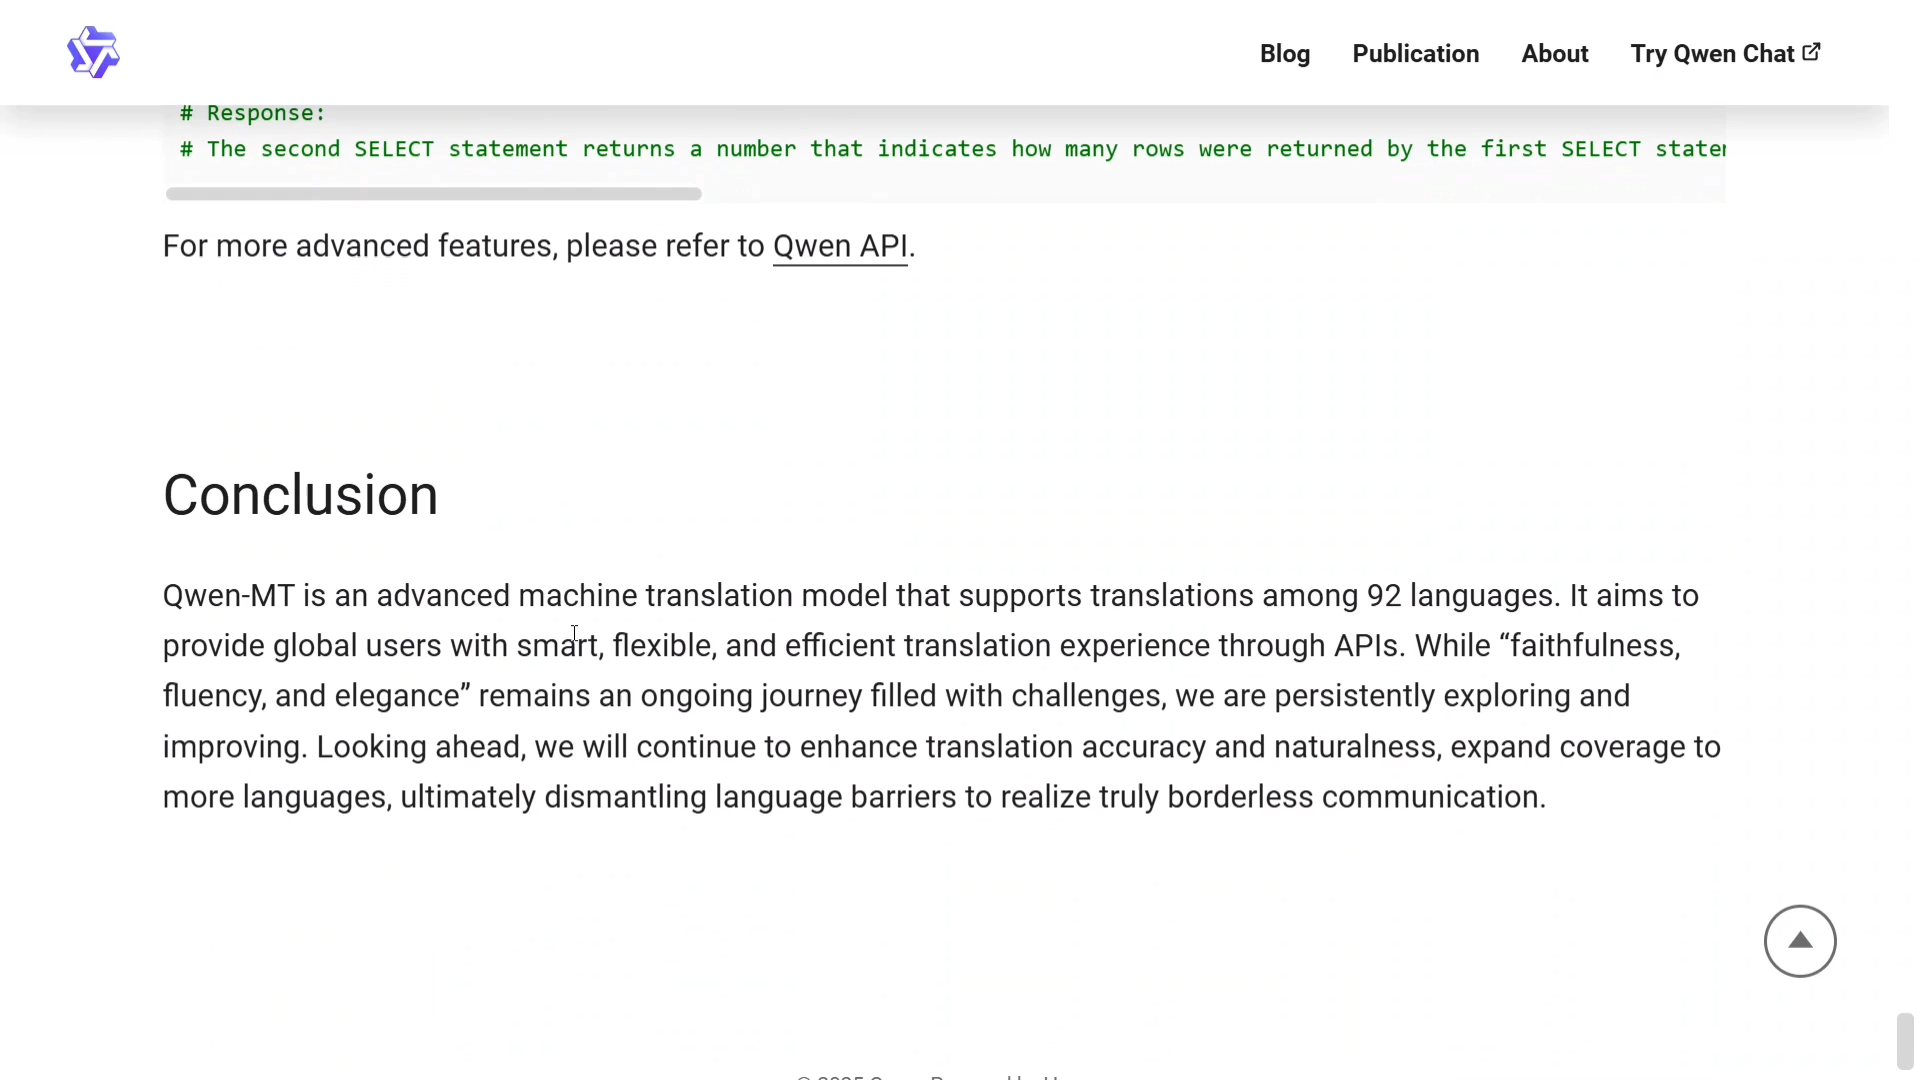 Blog Publication About Try Qwen Chat
# Response:
# The second SELECT statement returns a number that indicates how many rows were returned by the first SELECT
For more advanced features, please refer to Qwen API.
Conclusion
Qwen-MT is an advanced machine translation model that supports translations among 92 languages. It aims to
provide global users with smart, flexible, and efficient translation experience through APIs. While “faithfulness,
fluency, and elegance” remains an ongoing journey filled with challenges, we are persistently exploring and
improving. Looking ahead, we will continue to enhance translation accuracy and naturalness, expand coverage to
more languages, ultimately dismantling language barriers to realize truly borderless communication.